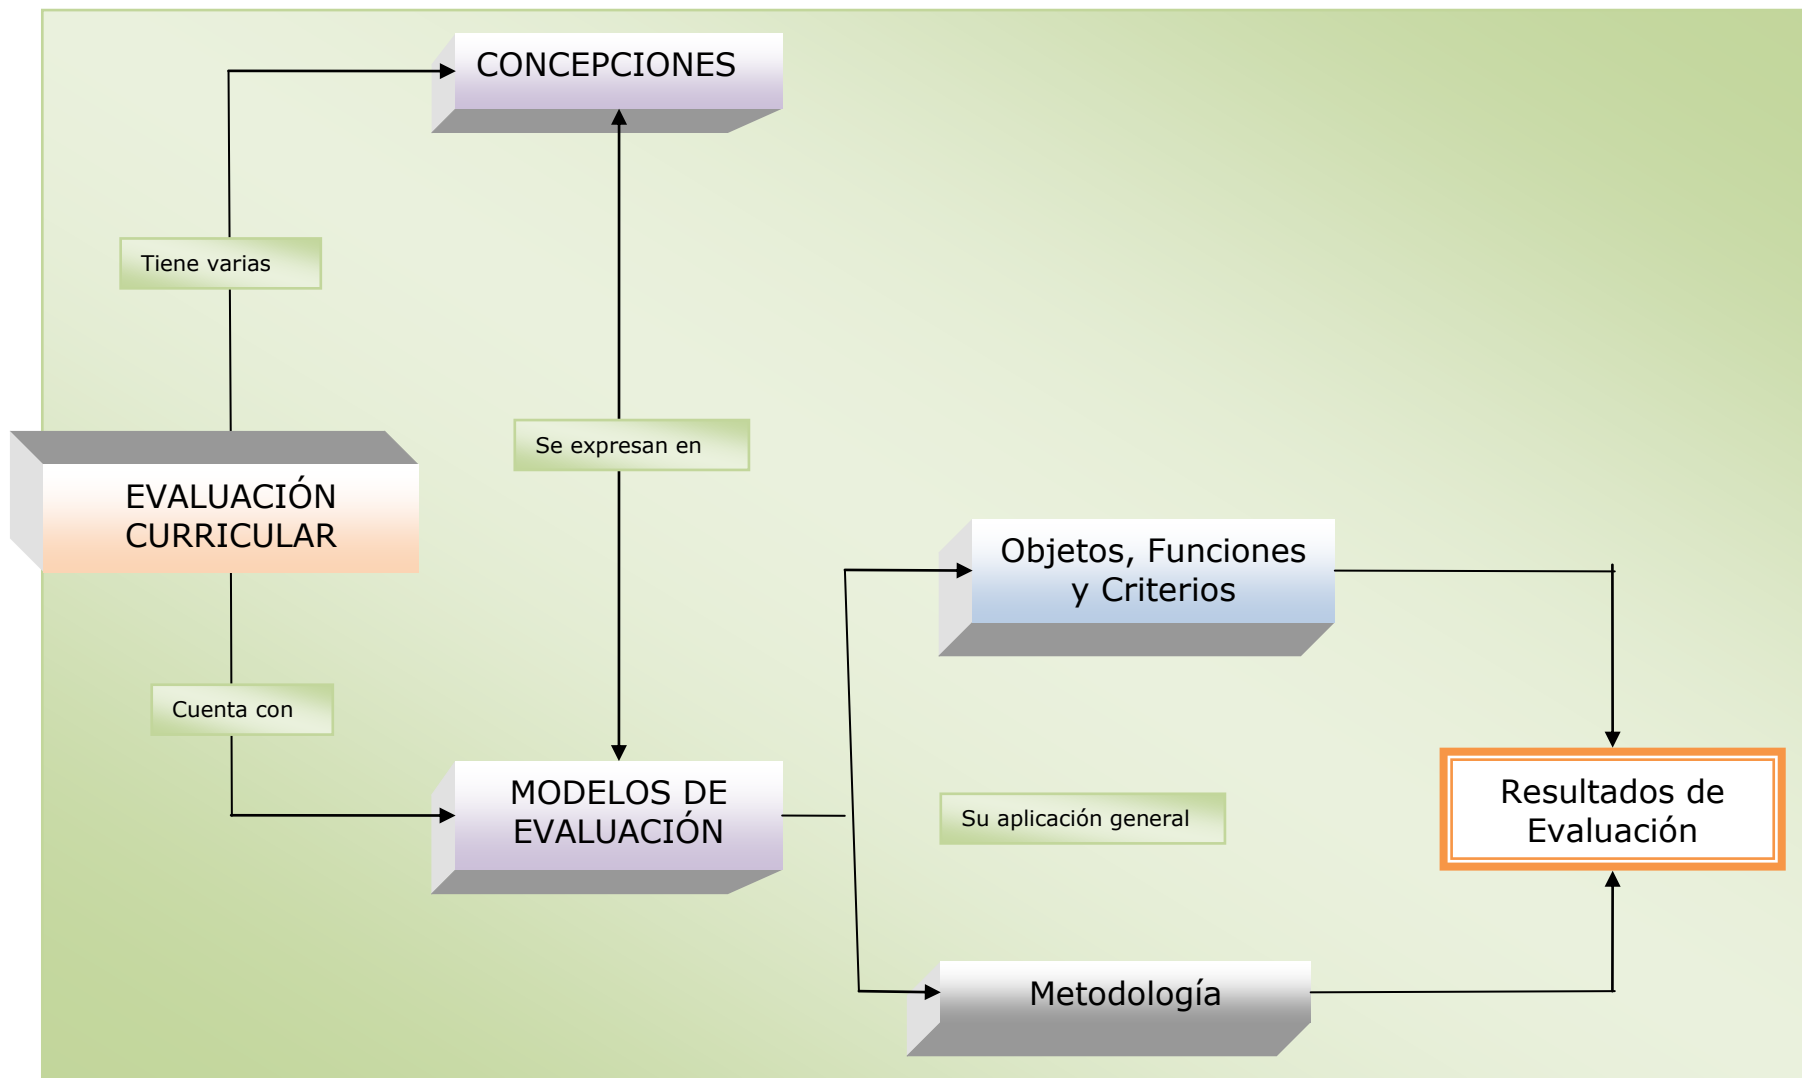 CONCEPCIONES
Tiene varias
Se expresan en
EVALUACIÓN
CURRICULAR
Cuenta con
MODELOS DE
EVALUACIÓN
Objetos, Funciones
y Criterios
Su aplicación general
Metodología
Resultados de
Evaluación